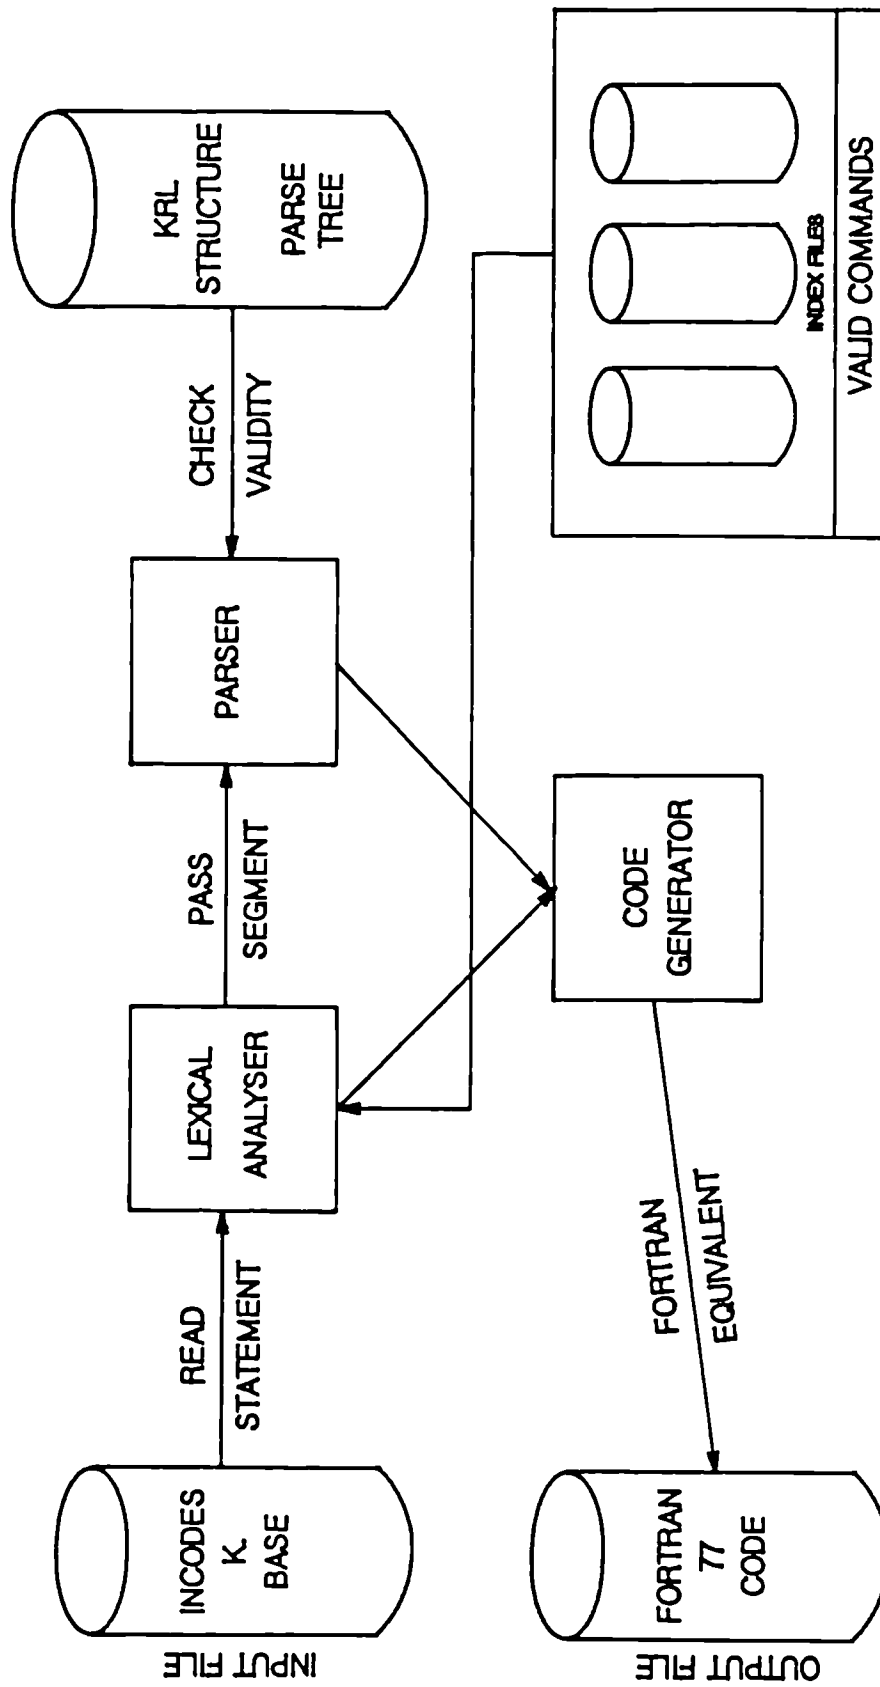 INPUT FILE
INCODES
K.
BASE
READ
STATEMENT
LEXICAL
ANALYSER
PASS
SEGMENT
PARSER
CHECK
VALIDITY
KRL
STRUCTURE
PARSE
TREE
OUTPUT FILE
FORTRAN
77
CODE
FORTRAN
EQUIVALENT
CODE
GENERATOR
INDEX FILES
VALID COMMANDS